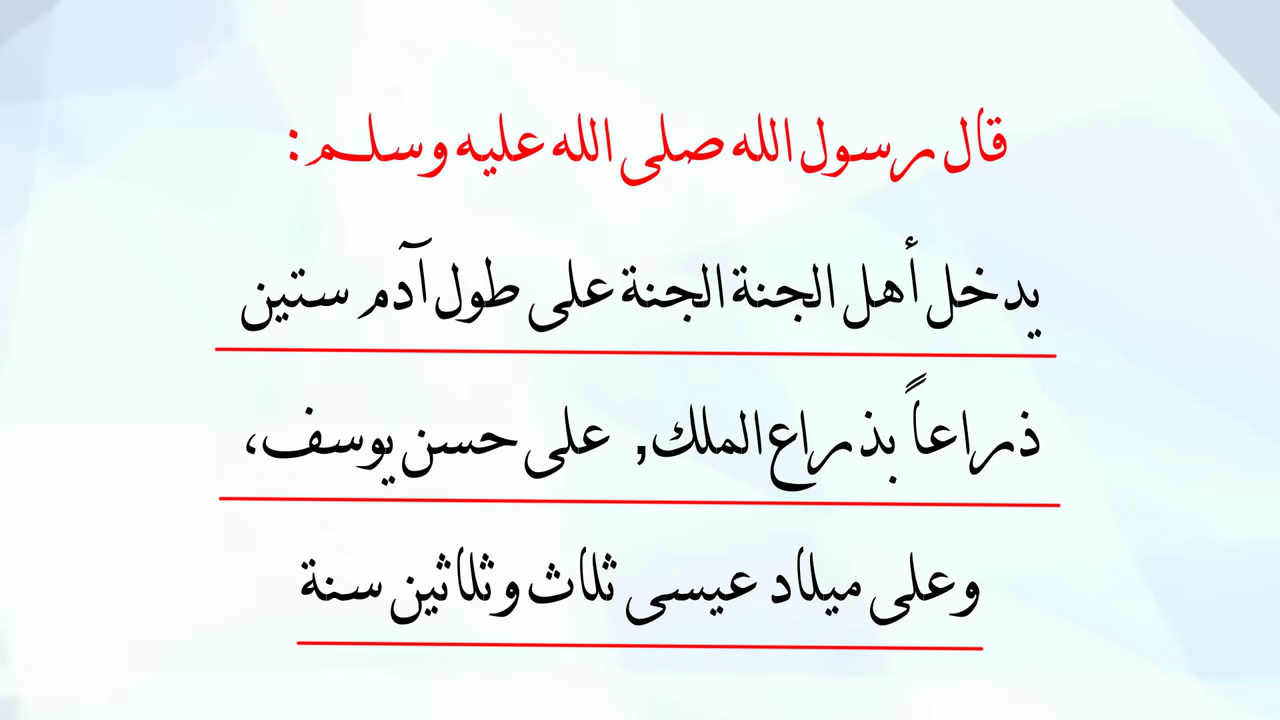 قال رسول الله صلى الله عليه وسلم:
يدخل أهل الجنة الجنة على طول آدم ستين
ذراعاً بذراع الملك, على حسن يوسف،
وعلى ميلاد عيسى ثلاث وثلاثين سنة